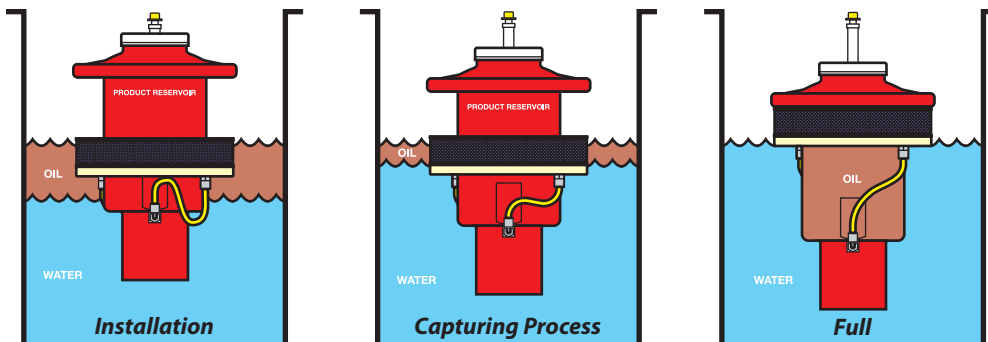 PRODUCT RESERVOIR
OIL
WATER
Installation
PRODUCT RESERVOIR
OIL
WATER
Capturing Process
OIL
WATER
Full